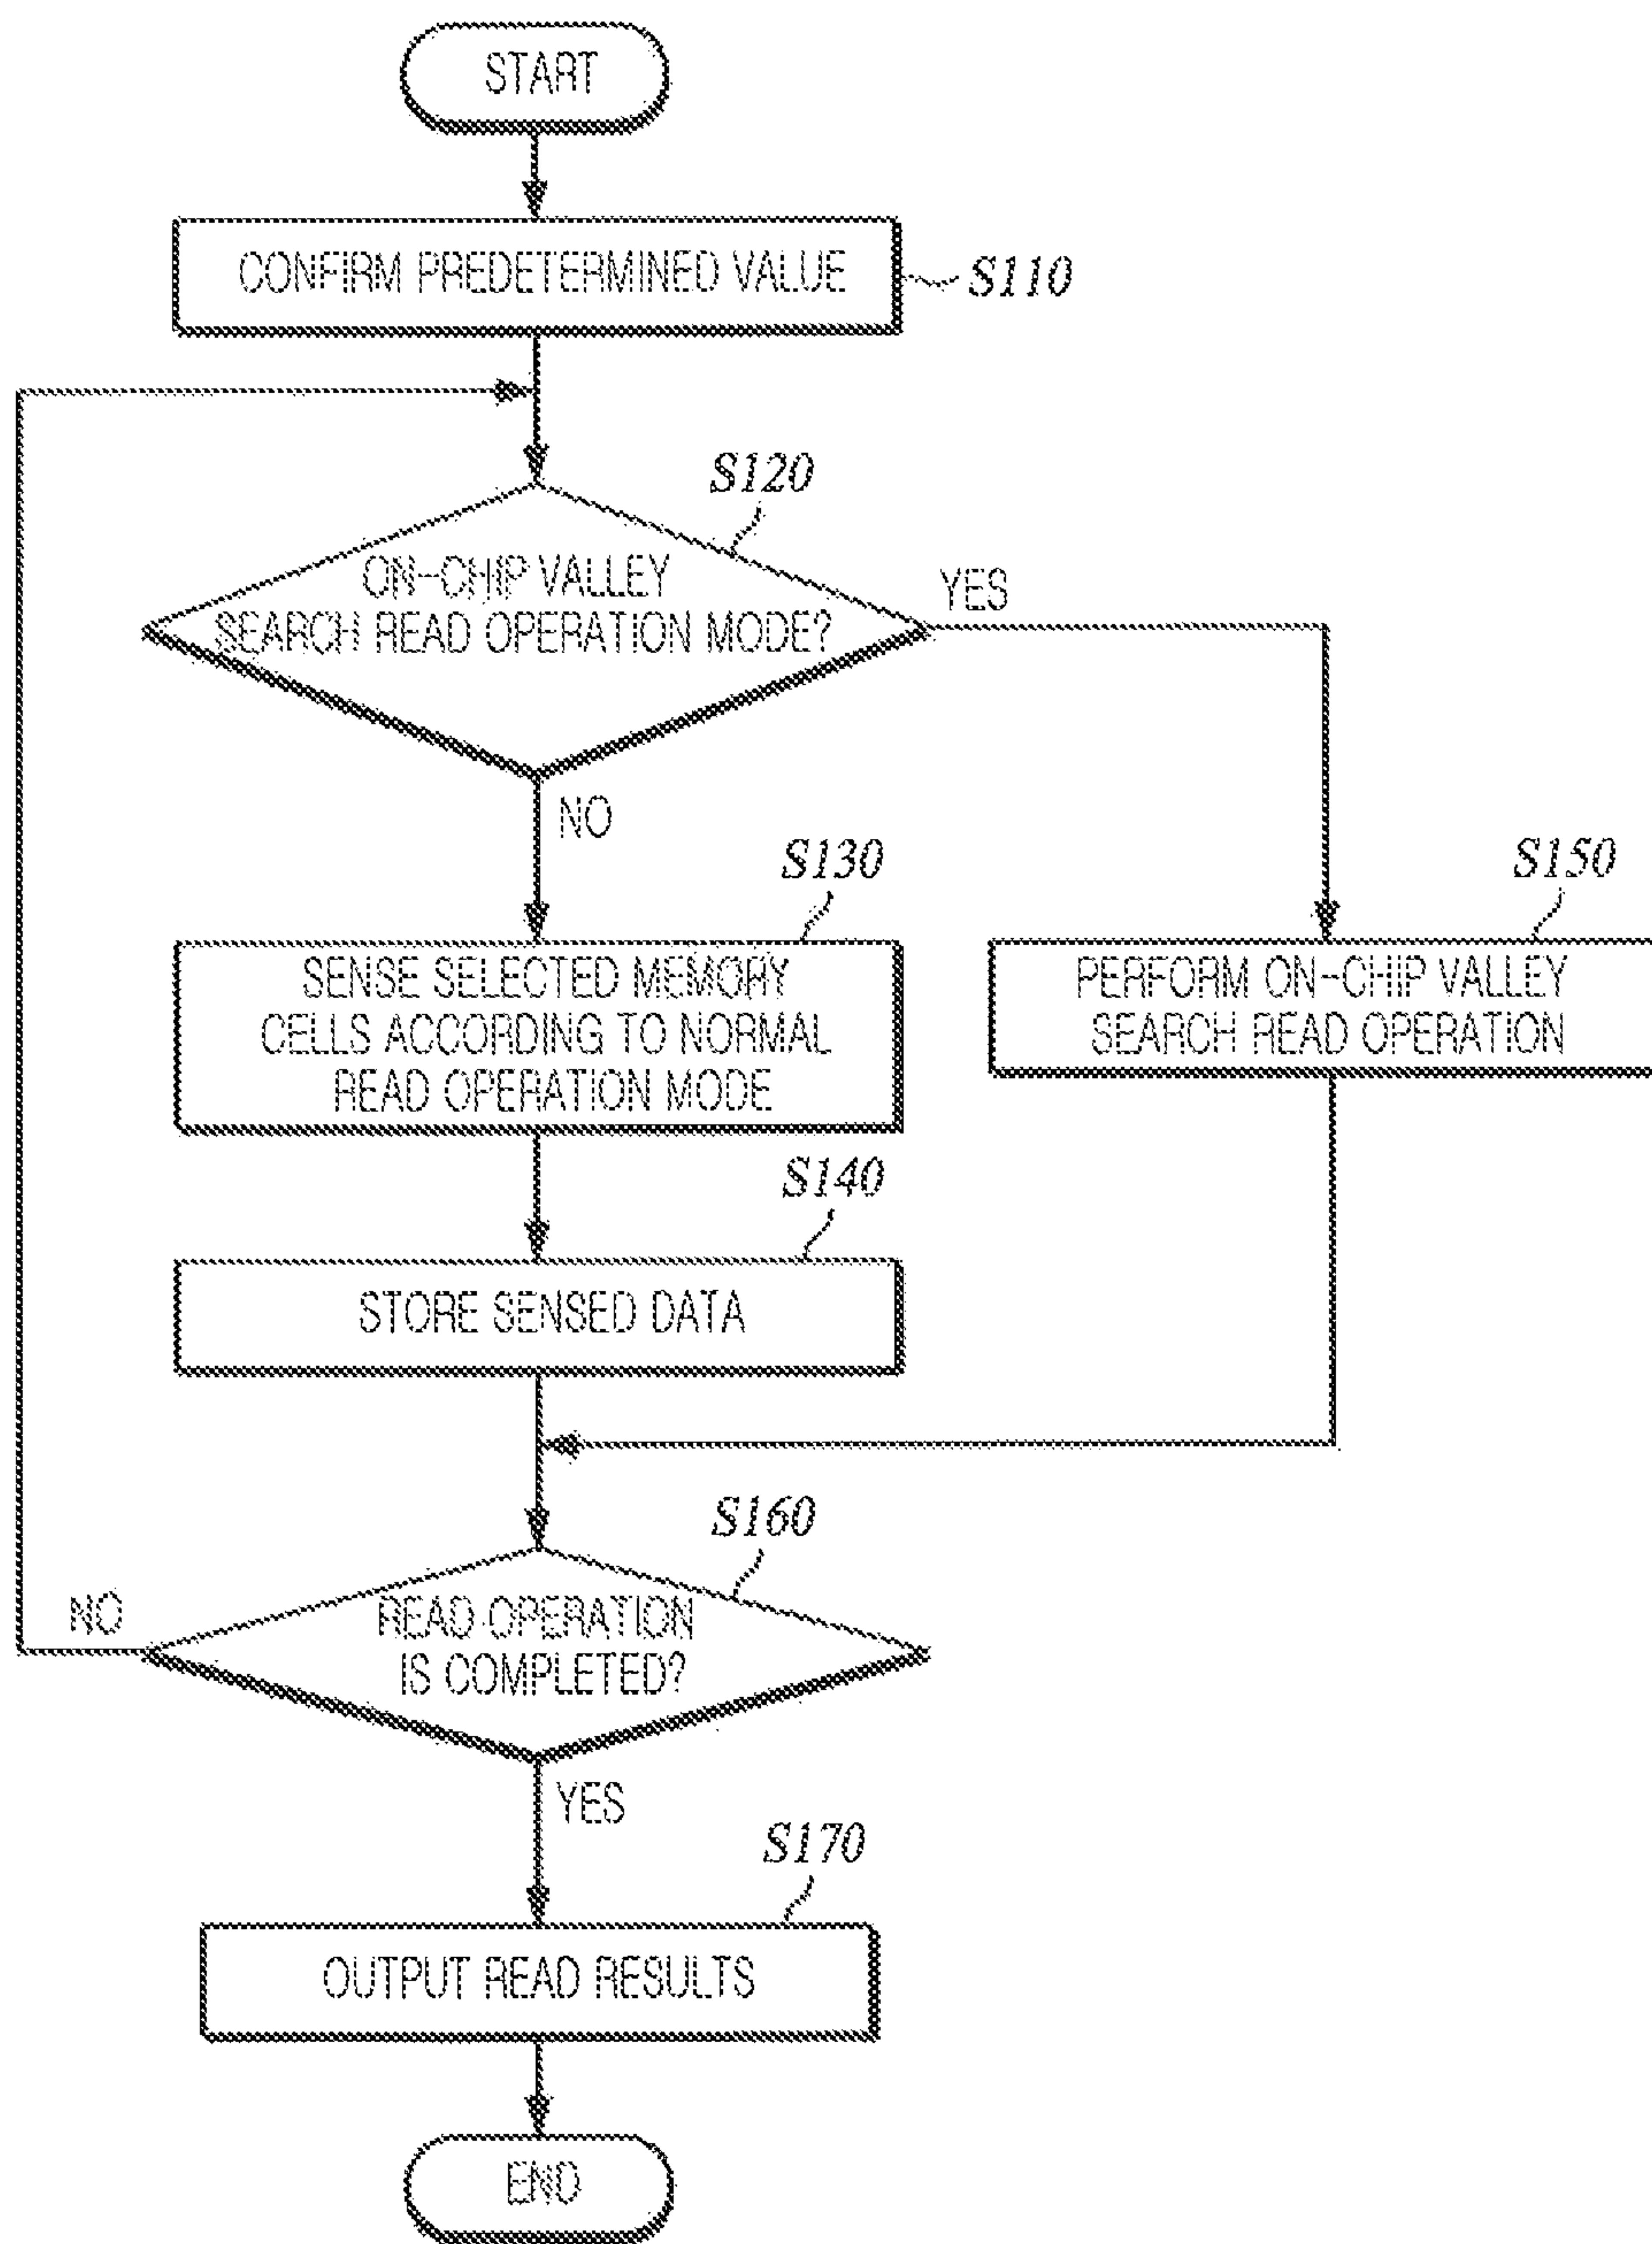 START
CONFIRM PREDETERMINED VALUE
S110
S120
ON-CHIP VALLEY
SEARCH READ OPERATION MODE?
YES
NO
S130
SENSE SELECTED MEMORY
CELLS ACCORDING TO NORMAL
READ OPERATION MODE
S150
PERFORM ON-CHIP VALLEY
SEARCH READ OPERATION
S140
STORE SENSED DATA
S160
READ OPERATION
IS COMPLETED?
NO
YES
S170
OUTPUT READ RESULTS
END